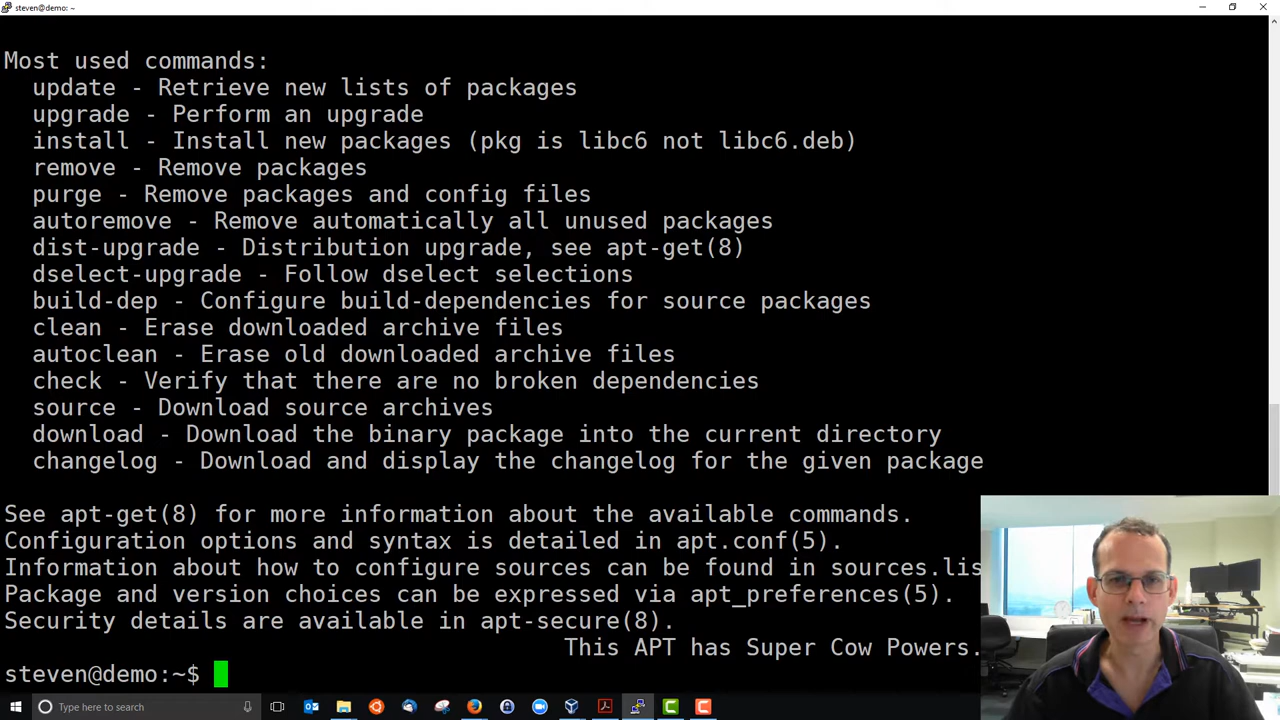 steven@demo: ~
Most used commands:
update - Retrieve new lists of packages
upgrade - Perform an upgrade
install - Install new packages (pkg is libc6 not libc6.deb)
remove - Remove packages
purge - Remove packages and config files
autoremove - Remove automatically all unused packages
dist-upgrade - Distribution upgrade, see apt-get(8)
dselect-upgrade - Follow dselect selections
build-dep - Configure build-dependencies for source packages
clean - Erase downloaded archive files
autoclean - Erase old downloaded archive files
check - Verify that there are no broken dependencies
source - Download source archives
download - Download the binary package into the current directory
changelog - Download and display the changelog for the given package
See apt-get(8) for more information about the available commands.
Configuration options and syntax is detailed in apt.conf(5).
Information about how to configure sources can be found in sources.lis
Package and version choices can be expressed via apt_preferences(5).
Security details are available in apt-secure(8).
This APT has Super Cow Powers.
steven@demo:~$
Type here to search